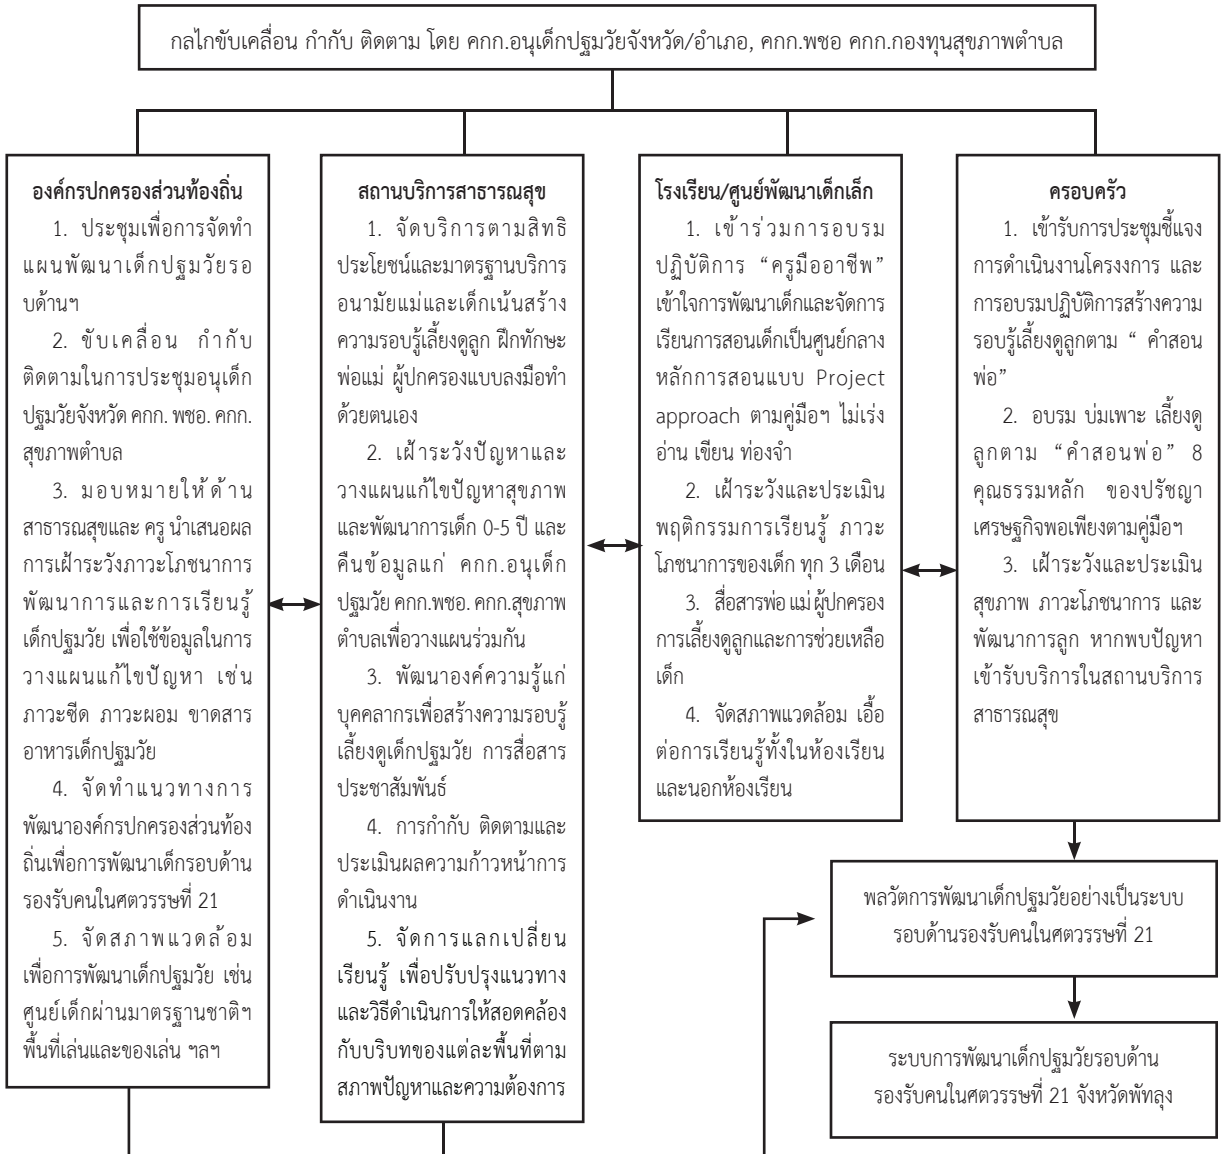 กลไกขับเคลื่อน กำกับ ติดตาม โดย คกก.อนุเด็กปฐมวัยจังหวัด/อำเภอ, คกก.พชอ คกก.กองทุนสุขภาพตำบล
องค์กรปกครองส่วนท้องถิ่น
1. ประชุมเพื่อการจัดทำ
แผนพัฒนาเด็กปฐมวัยรอ
บด้านฯ
2. ขับเคลื่อน กำกับ
ติดตามในการประชุมอนุเด็ก
ปฐมวัยจังหวัด คกก. พชอ. คกก.
สุขภาพตำบล
3. มอบหมายให้ด้าน
สาธารณสุขและ ครู นำเสนอผล
การเฝ้าระวังภาวะโภชนาการ
พัฒนาการและการเรียนรู้
เด็กปฐมวัย เพื่อใช้ข้อมูลในการ
วางแผนแก้ไขปัญหา เช่น
ภาวะซีด ภาวะผอม ขาดสาร
อาหารเด็กปฐมวัย
4. จัดทำแนวทางการ
พัฒนาองค์กรปกครองส่วนท้อง
ถิ่นเพื่อการพัฒนาเด็กรอบด้าน
รองรับคนในศตวรรษที่ 21
5. จัดสภาพแวดล้อม
เพื่อการพัฒนาเด็กปฐมวัย เช่น
ศูนย์เด็กผ่านมาตรฐานชาติฯ
พื้นที่เล่นและของเล่น ฯลฯ
สถานบริการสาธารณสุข
1. จัดบริการตามสิทธิ
ประโยชน์และมาตรฐานบริการ
อนามัยแม่และเด็กเน้นสร้าง
ความรอบรู้เลี้ยงดูลูก ฝึกทักษะ
พ่อแม่ ผู้ปกครองแบบลงมือทำ
ด้วยตนเอง
2. เฝ้าระวังปัญหาและ
วางแผนแก้ไขปัญหาสุขภาพ
และพัฒนาการเด็ก 0-5 ปี และ
คืนข้อมูลแก่ คกก.อนุเด็ก
ปฐมวัย คกก.พชอ. คกก.สุขภาพ
ตำบลเพื่อวางแผนร่วมกัน
3. พัฒนาองค์ความรู้แก่
บุคคลากรเพื่อสร้างความรอบรู้
เลี้ยงดูเด็กปฐมวัย การสื่อสาร
ประชาสัมพันธ์
4. การกำกับ ติดตามและ
ประเมินผลความก้าวหน้าการ
ดำเนินงาน
5. จัดการแลกเปลี่ยน
เรียนรู้ เพื่อปรับปรุงแนวทาง
และวิธีดำเนินการให้สอดคล้อง
กับบริบทของแต่ละพื้นที่ตาม
สภาพปัญหาและความต้องการ
โรงเรียน/ศูนย์พัฒนาเด็กเล็ก
1. เข้าร่วมการอบรม
ปฏิบัติการ “ครูมืออาชีพ”
เข้าใจการพัฒนาเด็กและจัดการ
เรียนการสอนเด็กเป็นศูนย์กลาง
หลักการสอนแบบ Project
approach ตามคู่มือฯ ไม่เร่ง
อ่าน เขียน ท่องจำ
2. เฝ้าระวังและประเมิน
พฤติกรรมการเรียนรู้ ภาวะ
โภชนาการของเด็ก ทุก 3 เดือน
3. สื่อสารพ่อ แม่ ผู้ปกครอง
การเลี้ยงดูลูกและการช่วยเหลือ
เด็ก
4. จัดสภาพแวดล้อม เอื้อ
ต่อการเรียนรู้ทั้งในห้องเรียน
และนอกห้องเรียน
ครอบครัว
1. เข้ารับการประชุมชี้แจง
การดำเนินงานโครงงการ และ
การอบรมปฏิบัติการสร้างความ
รอบรู้เลี้ยงดูลูกตาม “ คำสอน
พ่อ”
2. อบรม บ่มเพาะ เลี้ยงดู
ลูกตาม “คำสอนพ่อ” 8
คุณธรรมหลัก ของปรัชญา
เศรษฐกิจพอเพียงตามคู่มือฯ
3. เฝ้าระวังและประเมิน
สุขภาพ ภาวะโภชนาการ และ
พัฒนาการลูก หากพบปัญหา
เข้ารับบริการในสถานบริการ
สาธารณสุข
พลวัตการพัฒนาเด็กปฐมวัยอย่างเป็นระบบ
รอบด้านรองรับคนในศตวรรษที่ 21
ระบบการพัฒนาเด็กปฐมวัยรอบด้าน
รองรับคนในศตวรรษที่ 21 จังหวัดพัทลุง